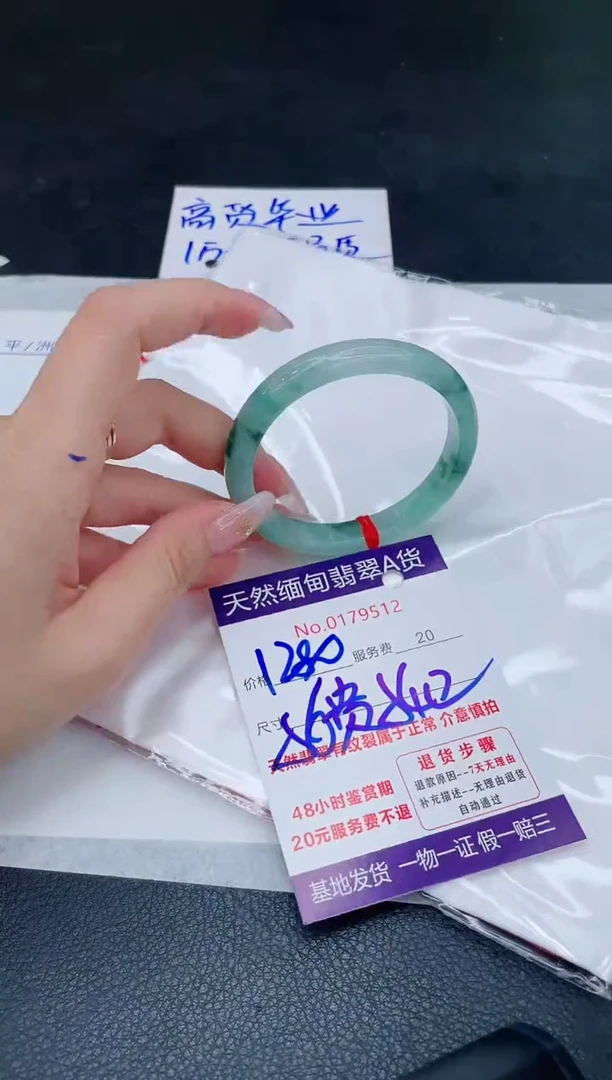 高货毕业
天然缅甸翡翠A货
No.0179512
价格 1280 服务费 20
尺寸
天然翡翠有纹裂属于正常 介意慎拍
48小时鉴赏期
20元服务费不退
退货步骤
退款原因--7天无理由
补充描述--无理由退货
自动通过
基地发货 一物一证 假一赔三